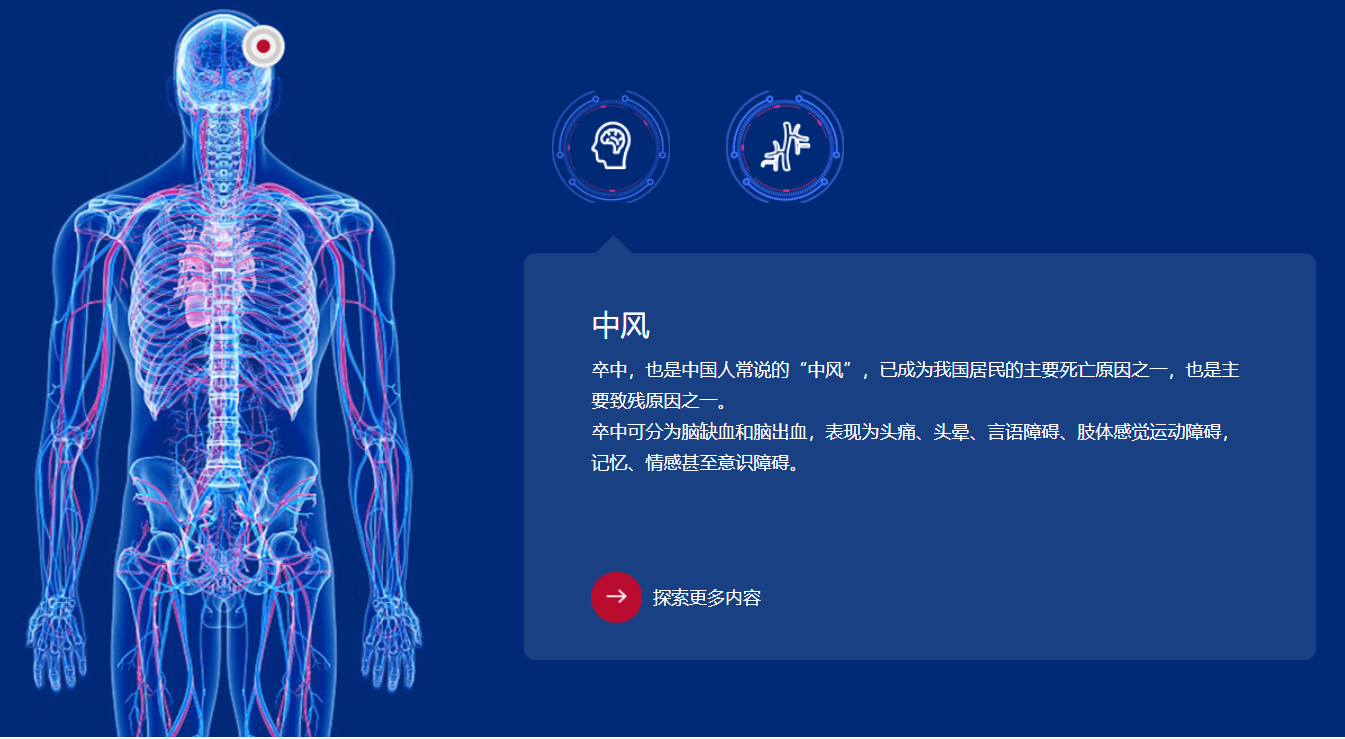 中风
卒中，也是中国人常说的“中风”，已成为我国居民的主要死亡原因之一，也是主
要致残原因之一。
卒中可分为脑缺血和脑出血，表现为头痛、头晕、言语障碍、肢体感觉运动障碍，
记忆、情感甚至意识障碍。
探索更多内容